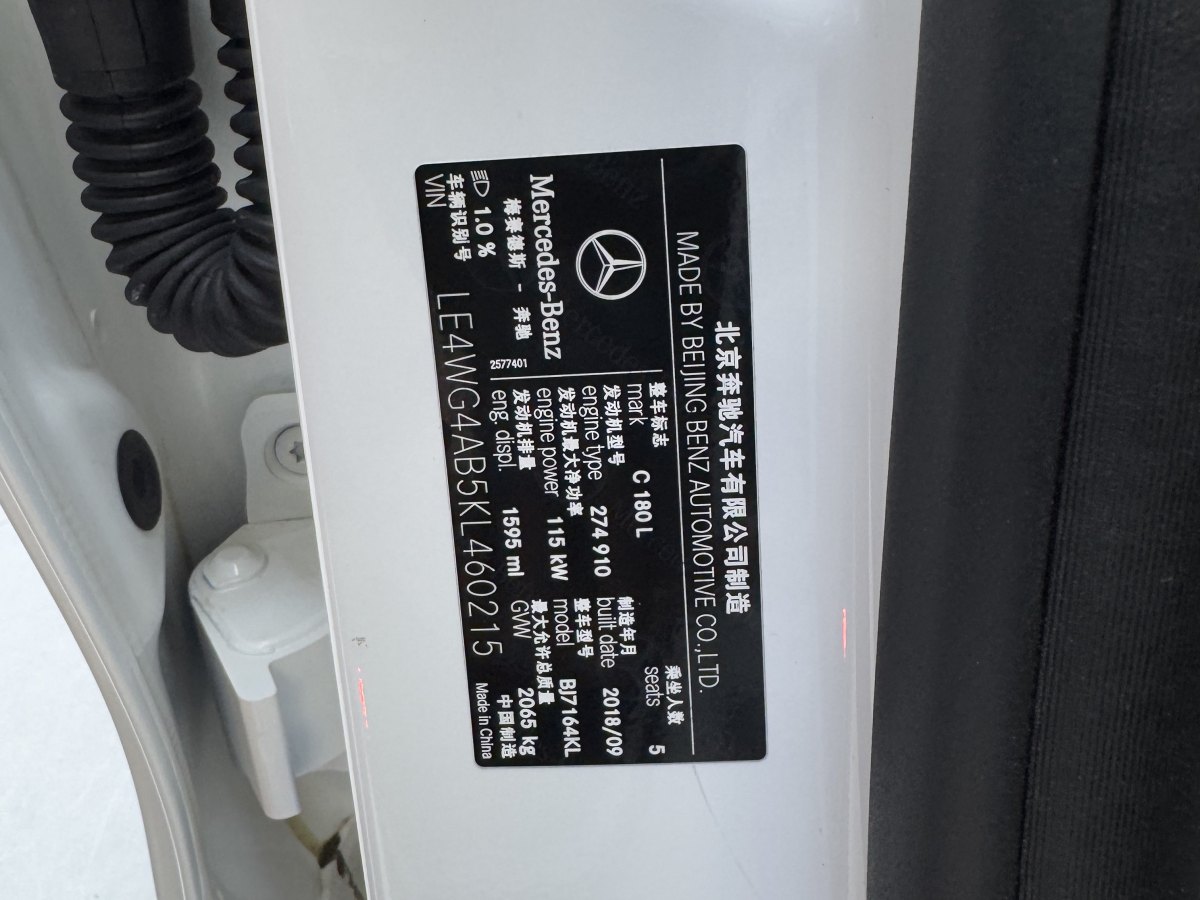 北京奔驰汽车有限公司制造
MADE BY BEIJING BENZ AUTOMOTIVE CO.,LTD.
乘坐人数
seats 5
整车标志
mark C 180 L
发动机型号
engine type 274 910
制造年月
built. date 2018/09
发动机最大净功率
engine power 115 kW
整车型号
model BJ7164KL
发动机排量
eng. displ. 1595 ml
最大允许总质量
GVW 2065 kg
Mercedes-Benz
梅赛德斯 - 奔驰
1.0 %
2577401
车辆识别号
VIN LE4WG4AB5KL460215
中国制造
Made in China